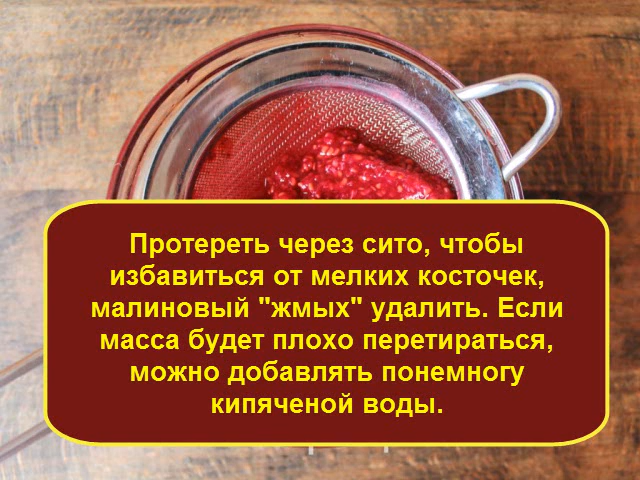 Протереть через сито, чтобы
избавиться от мелких косточек,
малиновый "жмых" удалить. Если
масса будет плохо перетираться,
можно добавлять понемногу
кипяченой воды.